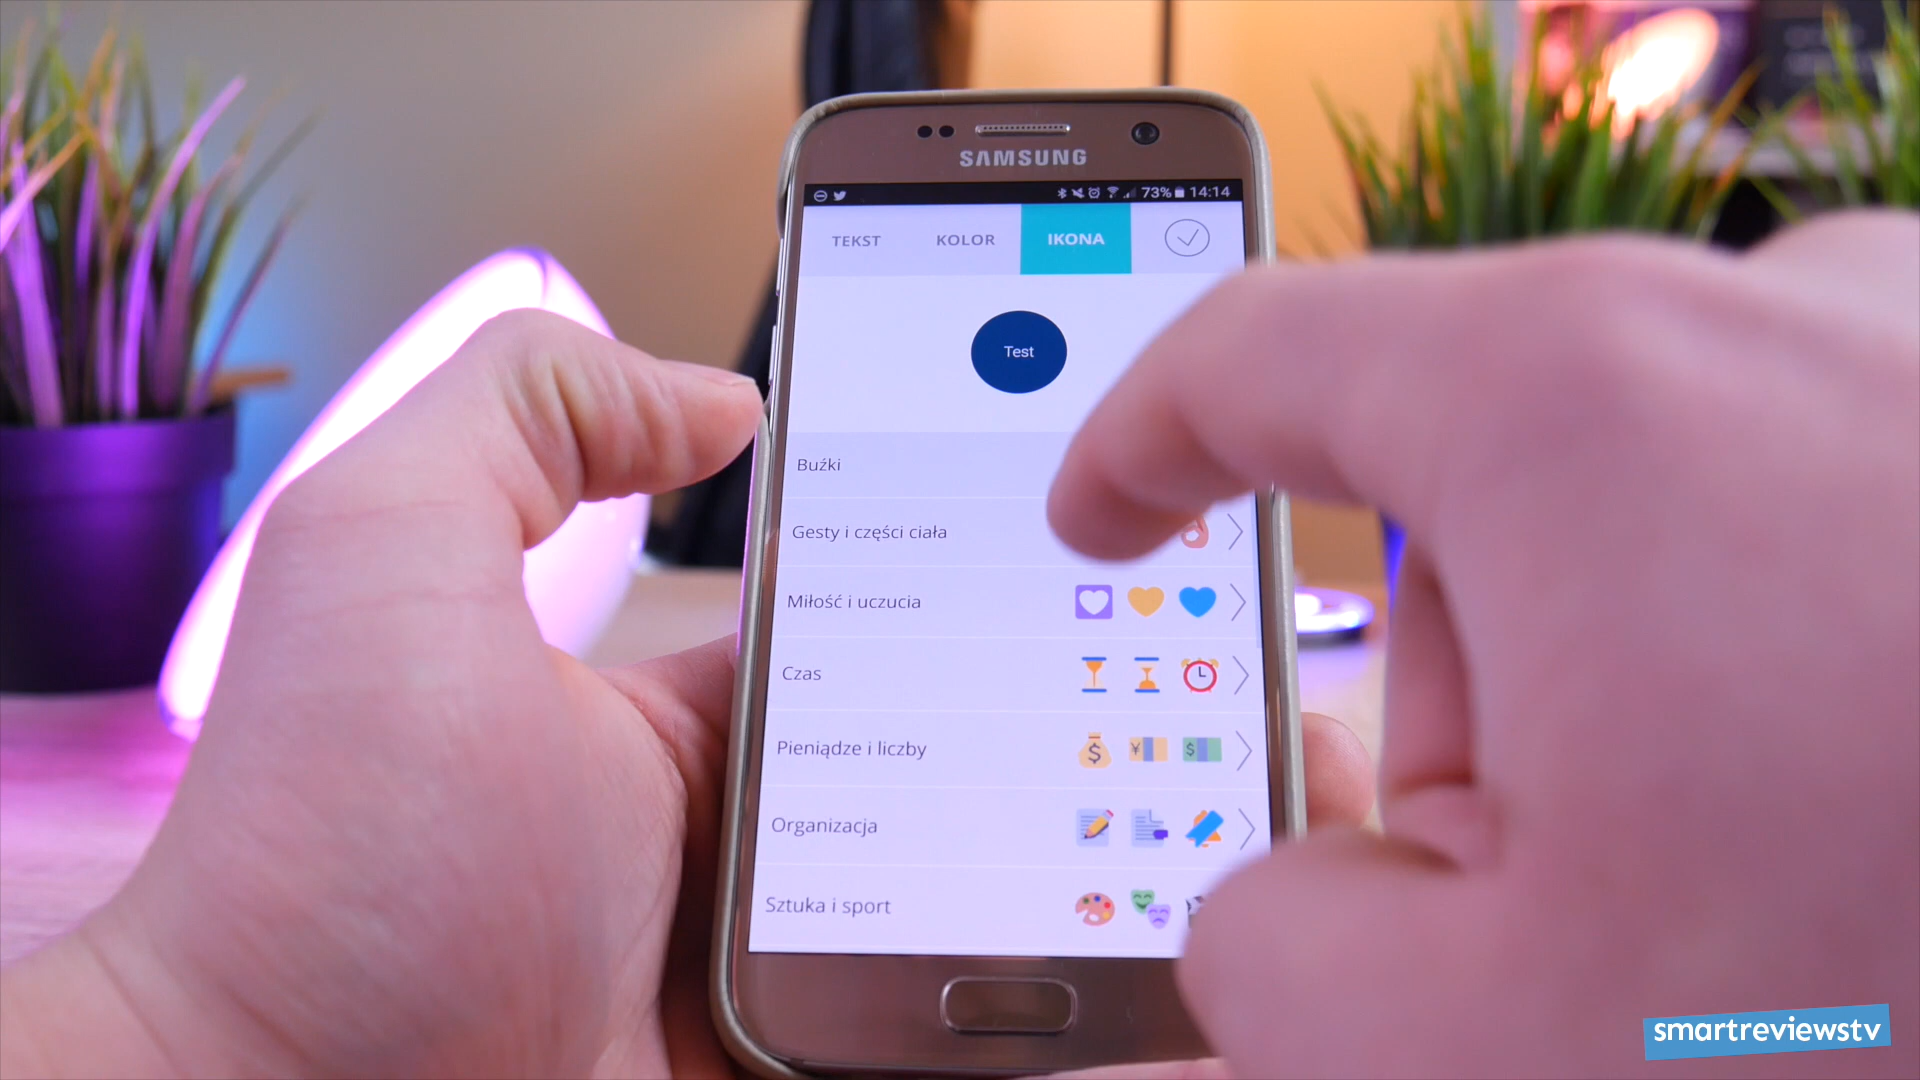 SAMSUNG
73% 14:14
TEKST KOLOR IKONA
Test
Buźki
Gesty i części ciała
Miłość i uczucia
Czas
Pieniądze i liczby
Organizacja
Sztuka i sport
smartreviewstv